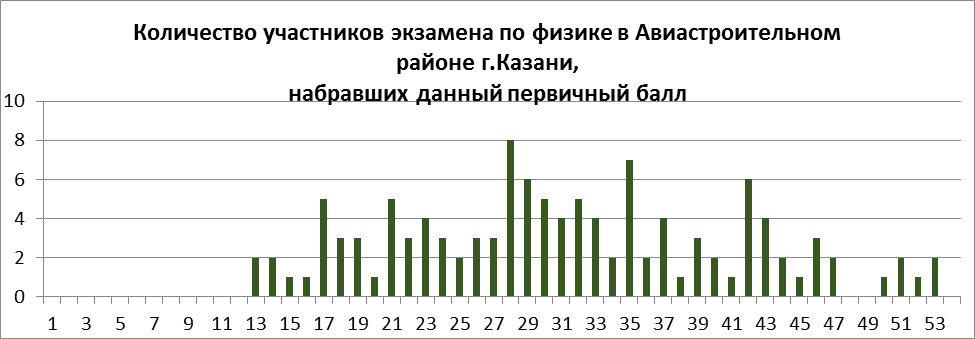 Количество участников экзамена по физике в Авиастроительном
районе г.Казани,
набравших данный первичный балл
10
8
6
4
2
0
1 3 5 7 9 11 13 15 17 19 21 23 25 27 29 31 33 35 37 39 41 43 45 47 49 51 53